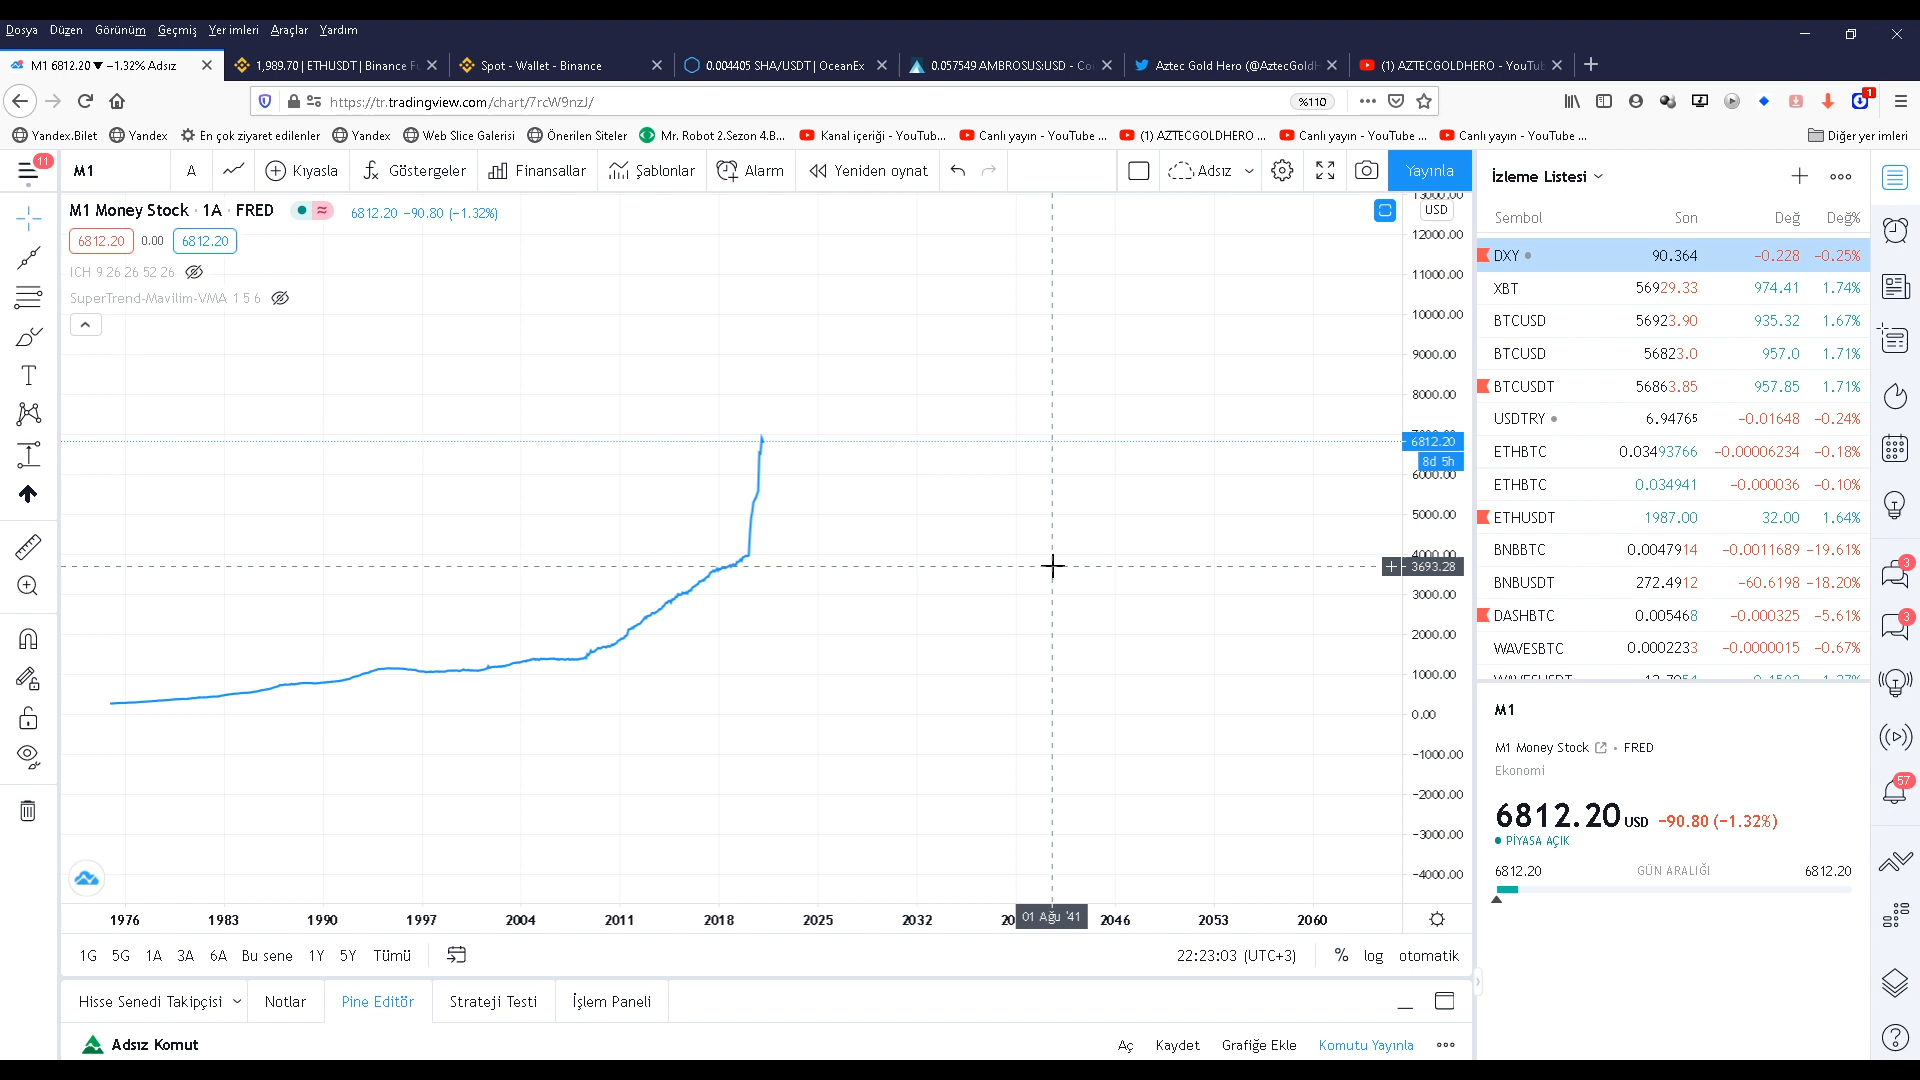 Dosya Düzen Görünüm Geçmiş Yer imleri Araçlar Yardım
M1 6812.20 ▼ −1.32% Adsız
1,989.70 | ETHUSDT | Binance F
Spot - Wallet - Binance
0.004405 SHA/USDT | OceanEx
0.057549 AMBROSUS:USD - Co
Aztec Gold Hero (@AztecGoldH
(1) AZTECGOLDHERO - YouTub
https://tr.tradingview.com/chart/7rcW9nzJ/
%110
1
Yandex.Bilet
Yandex
En çok ziyaret edilenler
Yandex
Web Slice Galerisi
Önerilen Siteler
Mr. Robot 2.Sezon 4.B...
Kanal içeriği - YouTub...
Canlı yayın - YouTube ...
(1) AZTECGOLDHERO ...
Canlı yayın - YouTube ...
Canlı yayın - YouTube ...
Diğer yer imleri
11
M1
A
Kıyasla
Göstergeler
Finansallar
Şablonlar
Alarm
Yeniden oynat
Adsız
Yayınla
M1 Money Stock · 1A · FRED
6812.20 −90.80 (−1.32%)
6812.20 0.00 6812.20
ICH 9 26 26 52 26
SuperTrend-Mavilim-VMA 1 5 6
13000.00
USD
12000.00
11000.00
10000.00
9000.00
8000.00
6812.20
8d 5h
6000.00
5000.00
4000.00
3693.28
3000.00
2000.00
1000.00
0.00
−1000.00
−2000.00
−3000.00
−4000.00
1976 1983 1990 1997 2004 2011 2018 2025 2032 01 Ağu '41 2046 2053 2060
1G 5G 1A 3A 6A Bu sene 1Y 5Y Tümü
22:23:03 (UTC+3) % log otomatik
Hisse Senedi Takipçisi
Notlar
Pine Editör
Strateji Testi
İşlem Paneli
Adsız Komut
Aç Kaydet Grafiğe Ekle Komutu Yayınla
İzleme Listesi
Sembol Son Değ Değ%
DXY 90.364 −0.228 −0.25%
XBT 56929.33 974.41 1.74%
BTCUSD 56923.90 935.32 1.67%
BTCUSD 56823.0 957.0 1.71%
BTCUSDT 56863.85 957.85 1.71%
USDTRY 6.94765 −0.01648 −0.24%
ETHBTC 0.03493766 −0.00006234 −0.18%
ETHBTC 0.034941 −0.000036 −0.10%
ETHUSDT 1987.00 32.00 1.64%
BNBBTC 0.0047914 −0.0011689 −19.61%
BNBUSDT 272.4912 −60.6198 −18.20%
DASHBTC 0.005468 −0.000325 −5.61%
WAVESBTC 0.0002233 −0.0000015 −0.67%
M1
M1 Money Stock • FRED
Ekonomi
6812.20 USD −90.80 (−1.32%)
PİYASA AÇIK
6812.20 GÜN ARALIĞI 6812.20
3
3
57